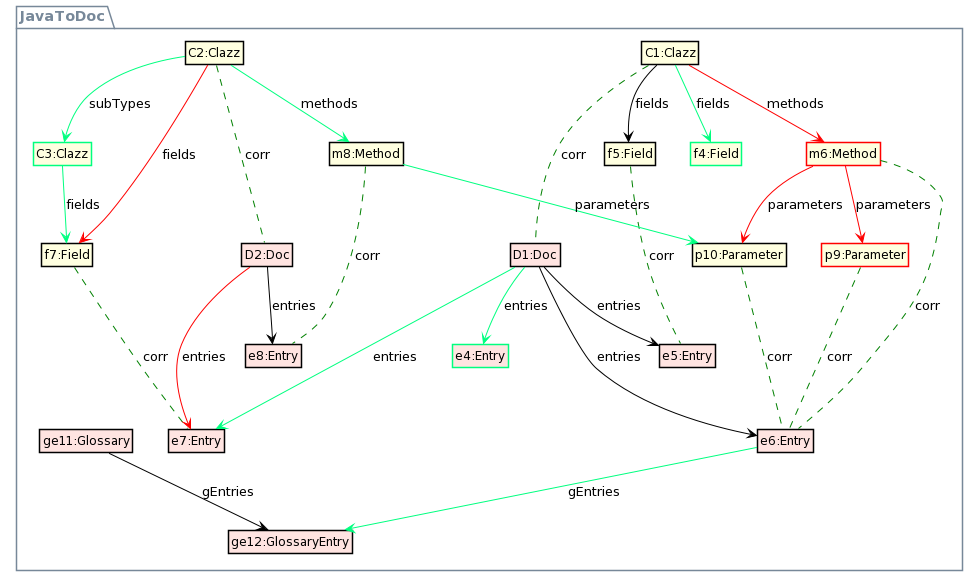 JavaToDoc
C2:Clazz
C1:Clazz
subTypes
methods
fields
fields
methods
C3:Clazz
fields
corr
m8:Method
corr
f5:Field
f4:Field
m6:Method
fields
parameters
parameters
parameters
f7:Field
D2:Doc
corr
D1:Doc
corr
p10:Parameter
p9:Parameter
entries
entries
entries
corr
corr
entries
e8:Entry
entries
e4:Entry
entries
e5:Entry
corr
corr
ge11:Glossary
e7:Entry
e6:Entry
gEntries
gEntries
ge12:GlossaryEntry